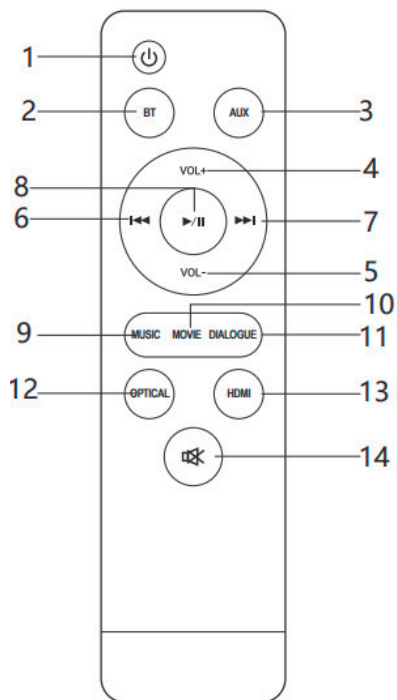 1
2 BT AUX 3
VOL+ 4
8
6 7
VOL- 5
10
9 MUSIC MOVIE DIALOGUE 11
12 OPTICAL HDMI 13
14